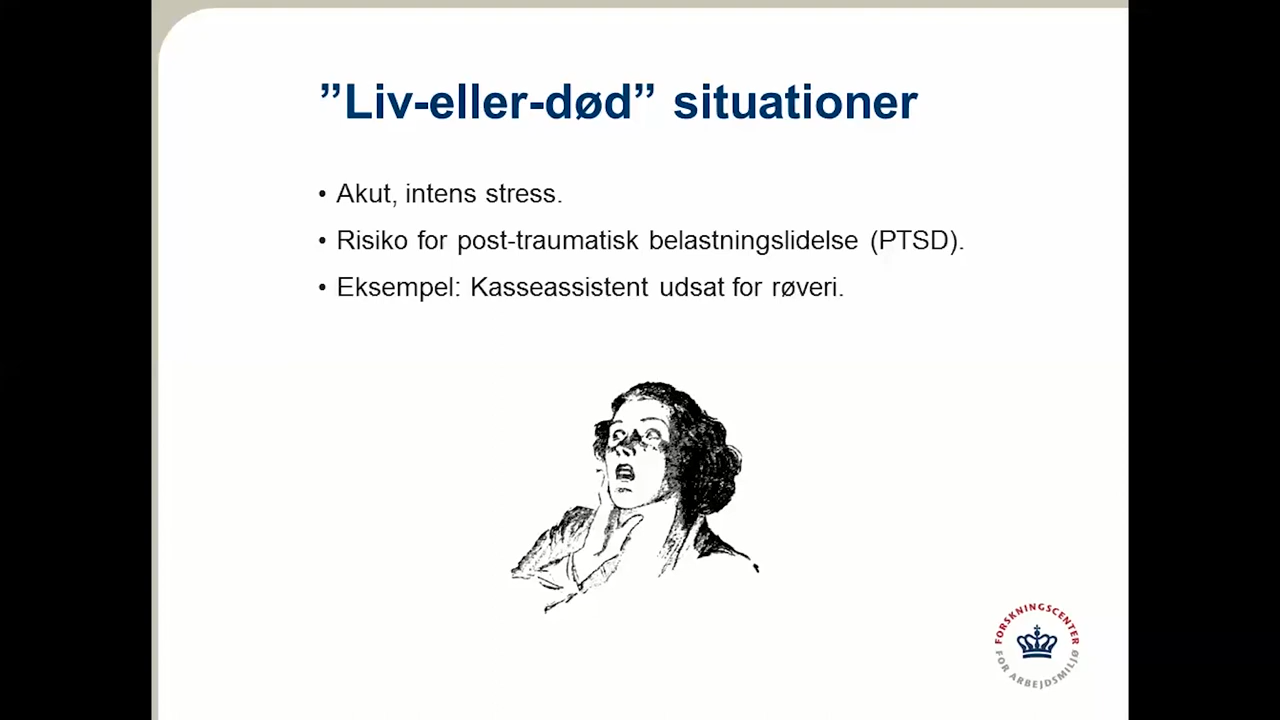 ”Liv-eller-død” situationer
• Akut, intens stress.
• Risiko for post-traumatisk belastningslidelse (PTSD).
• Eksempel: Kasseassistent udsat for røveri.
FORSKNINGSCENTER
FOR ARBEJDSMILJØ